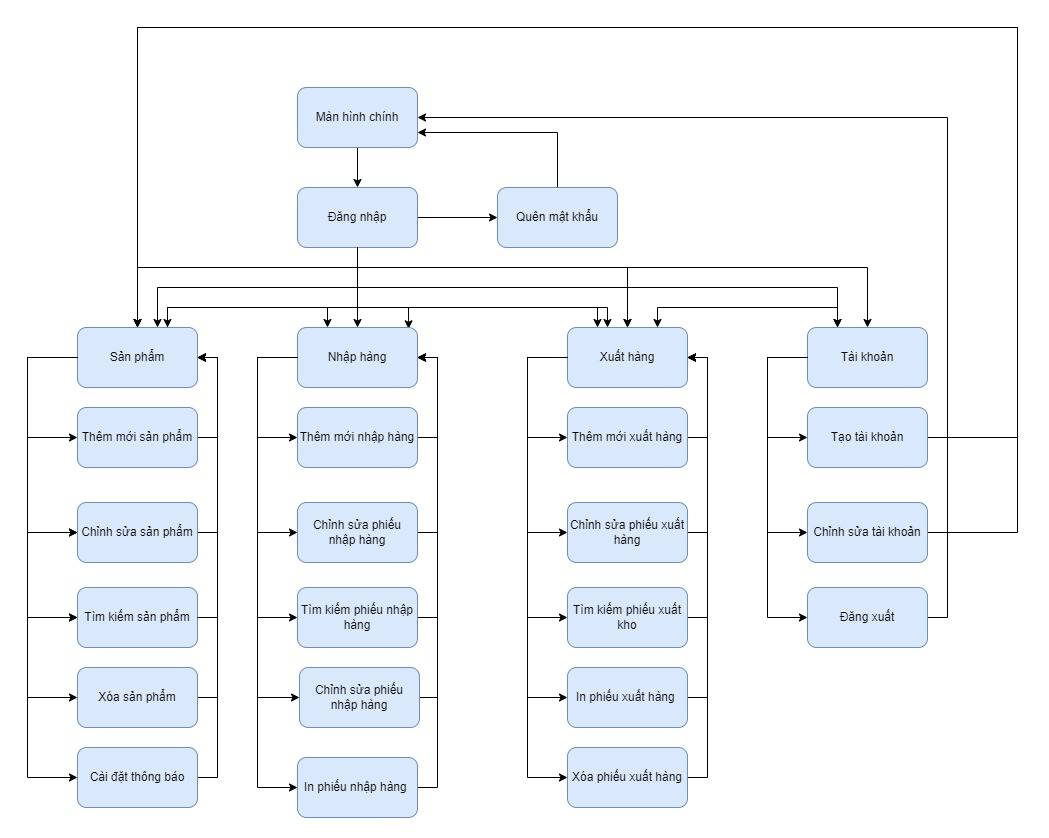 Màn hình chính
Đăng nhập
Quên mật khẩu
Sản phẩm
Nhập hàng
Xuất hàng
Tài khoản
Thêm mới sản phẩm
Thêm mới nhập hàng
Thêm mới xuất hàng
Tạo tài khoản
Chỉnh sửa sản phẩm
Chỉnh sửa phiếu
nhập hàng
Chỉnh sửa phiếu xuất
hàng
Chỉnh sửa tài khoản
Tìm kiếm sản phẩm
Tìm kiếm phiếu nhập
hàng
Tìm kiếm phiếu xuất
kho
Đăng xuất
Xóa sản phẩm
Chỉnh sửa phiếu
nhập hàng
In phiếu xuất hàng
Cài đặt thông báo
In phiếu nhập hàng
Xóa phiếu xuất hàng